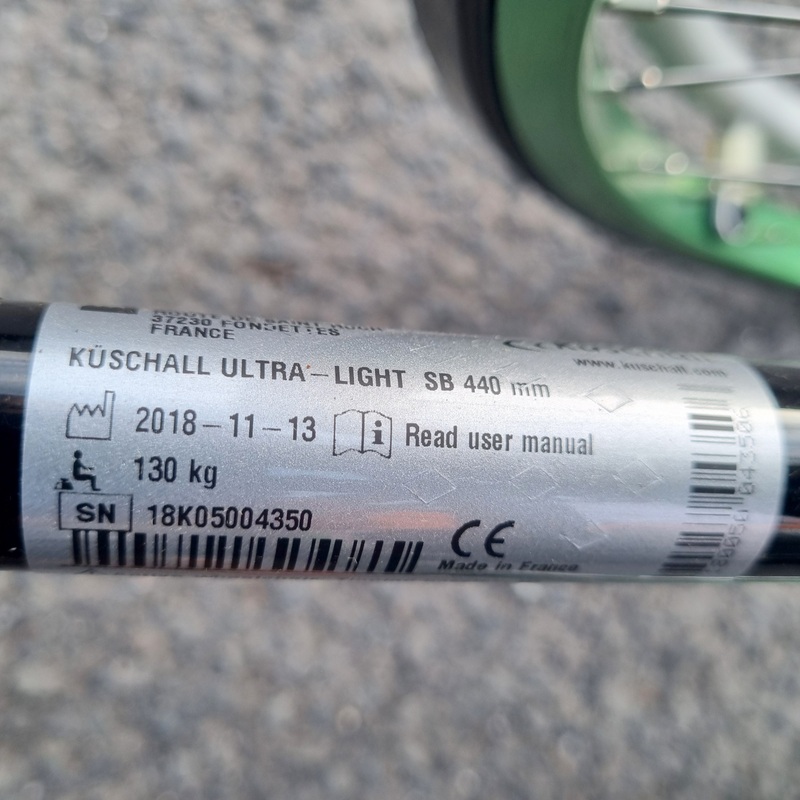 37230 FONDETTES
FRANCE
KÜSCHALL ULTRA-LIGHT SB 440 mm
www.kuschall.com
2018-11-13
i Read user manual
130 kg
SN 18K05004350
CE
Made in France